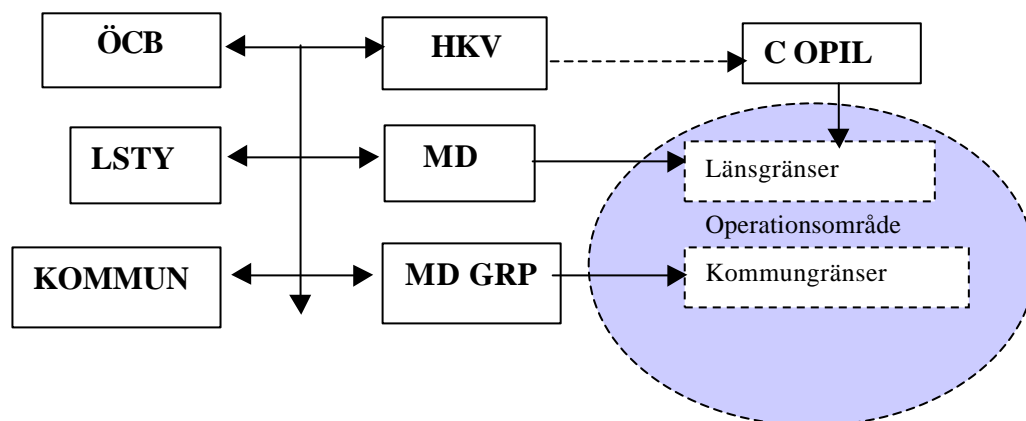 ÖCB
HKV
C OPIL
LSTY
MD
Länsgränser
Operationsområde
KOMMUN
MD GRP
Kommungränser